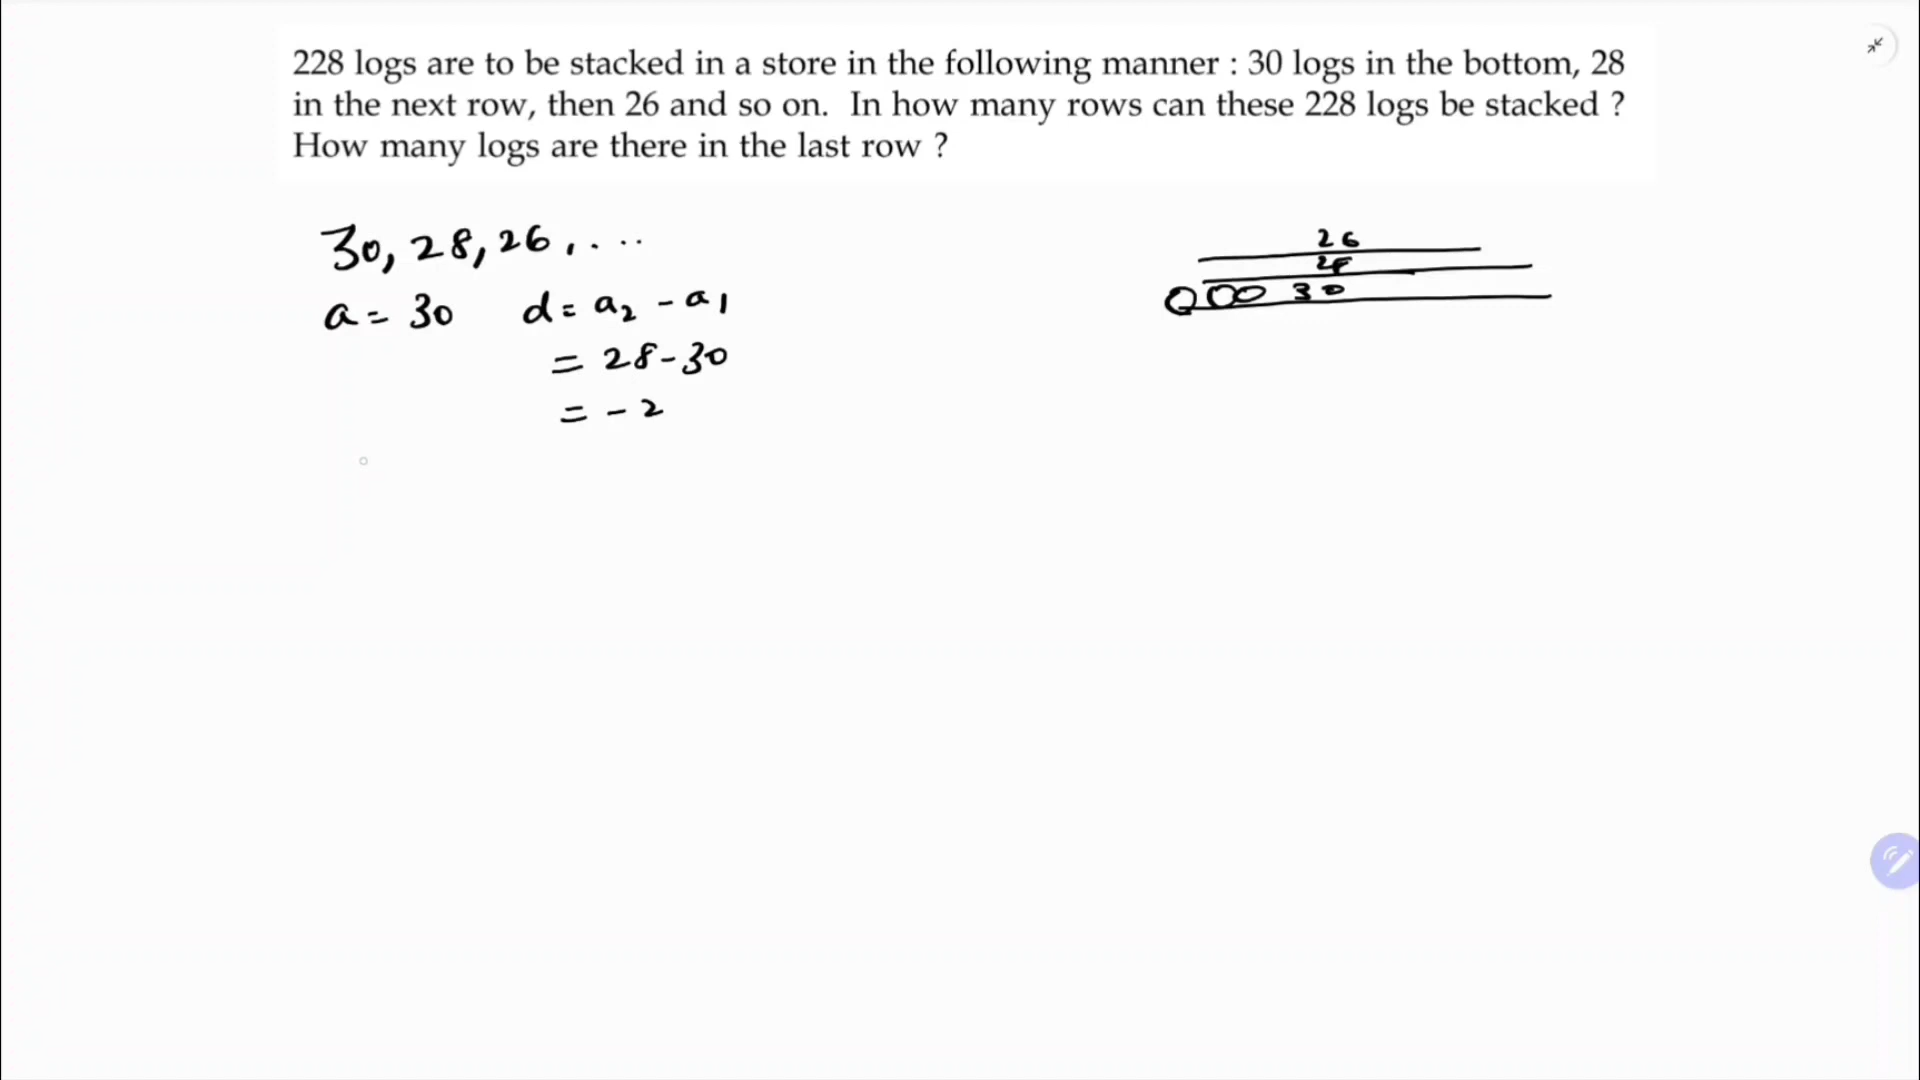 228 logs are to be stacked in a store in the following manner : 30 logs in the bottom, 28
in the next row, then 26 and so on. In how many rows can these 228 logs be stacked ?
How many logs are there in the last row ?
30, 28, 26, ....
a = 30 d = a₂ - a₁
= 28 - 30
= - 2
26
28
30